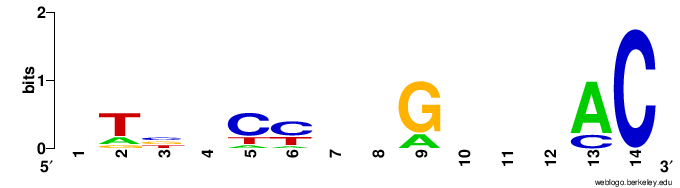 2
bits
1
0
T A G
C G T
C T A
C T A
G A
A C
C
5′ 1 2 3 4 5 6 7 8 9 10 11 12 13 14 3′
weblogo.berkeley.edu